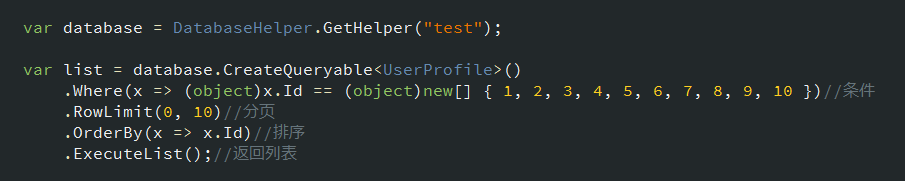 var database = DatabaseHelper.GetHelper("test");
var list = database.CreateQueryable<UserProfile>()
.Where(x => (object)x.Id == (object)new[] { 1, 2, 3, 4, 5, 6, 7, 8, 9, 10 })//条件
.RowLimit(0, 10)//分页
.OrderBy(x => x.Id)//排序
.ExecuteList();//返回列表